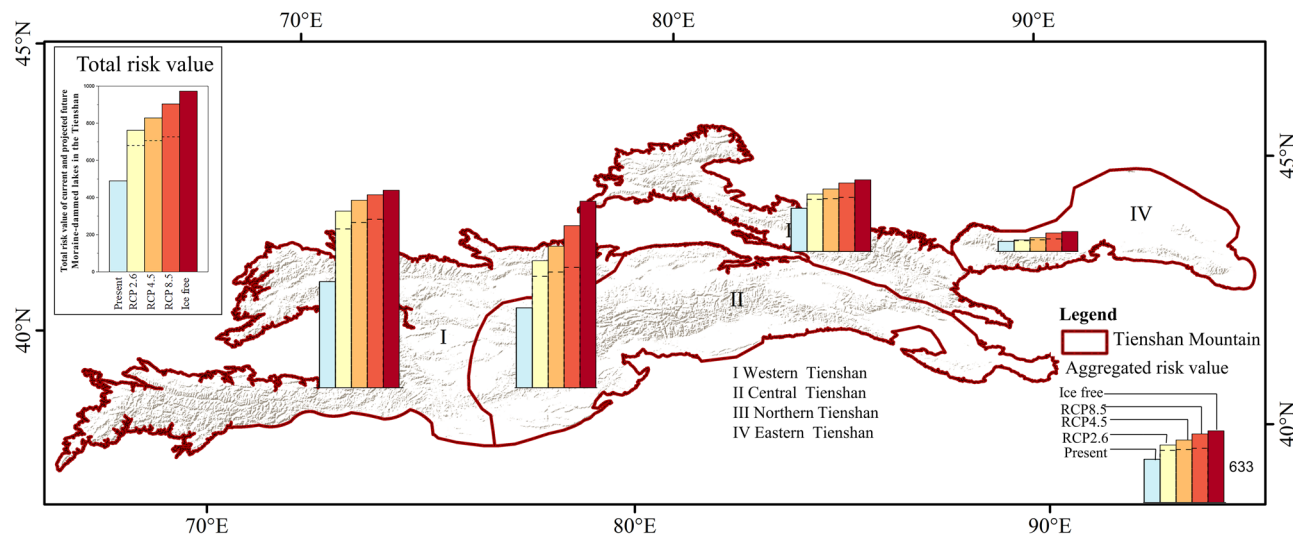 70°E
80°E
90°E
45°N
Total risk value
Total risk value of current and projected future
Moraine-dammed lakes in the Tienshan
1000
800
600
400
200
0
Present
RCP 2.6
RCP 4.5
RCP 8.5
Ice free
45°N
IV
II
I
40°N
Legend
Tienshan Mountain
Aggregated risk value
I Western Tienshan
II Central Tienshan
III Northern Tienshan
IV Eastern Tienshan
Ice free
RCP8.5
RCP4.5
RCP2.6
Present
633
40°N
70°E
80°E
90°E